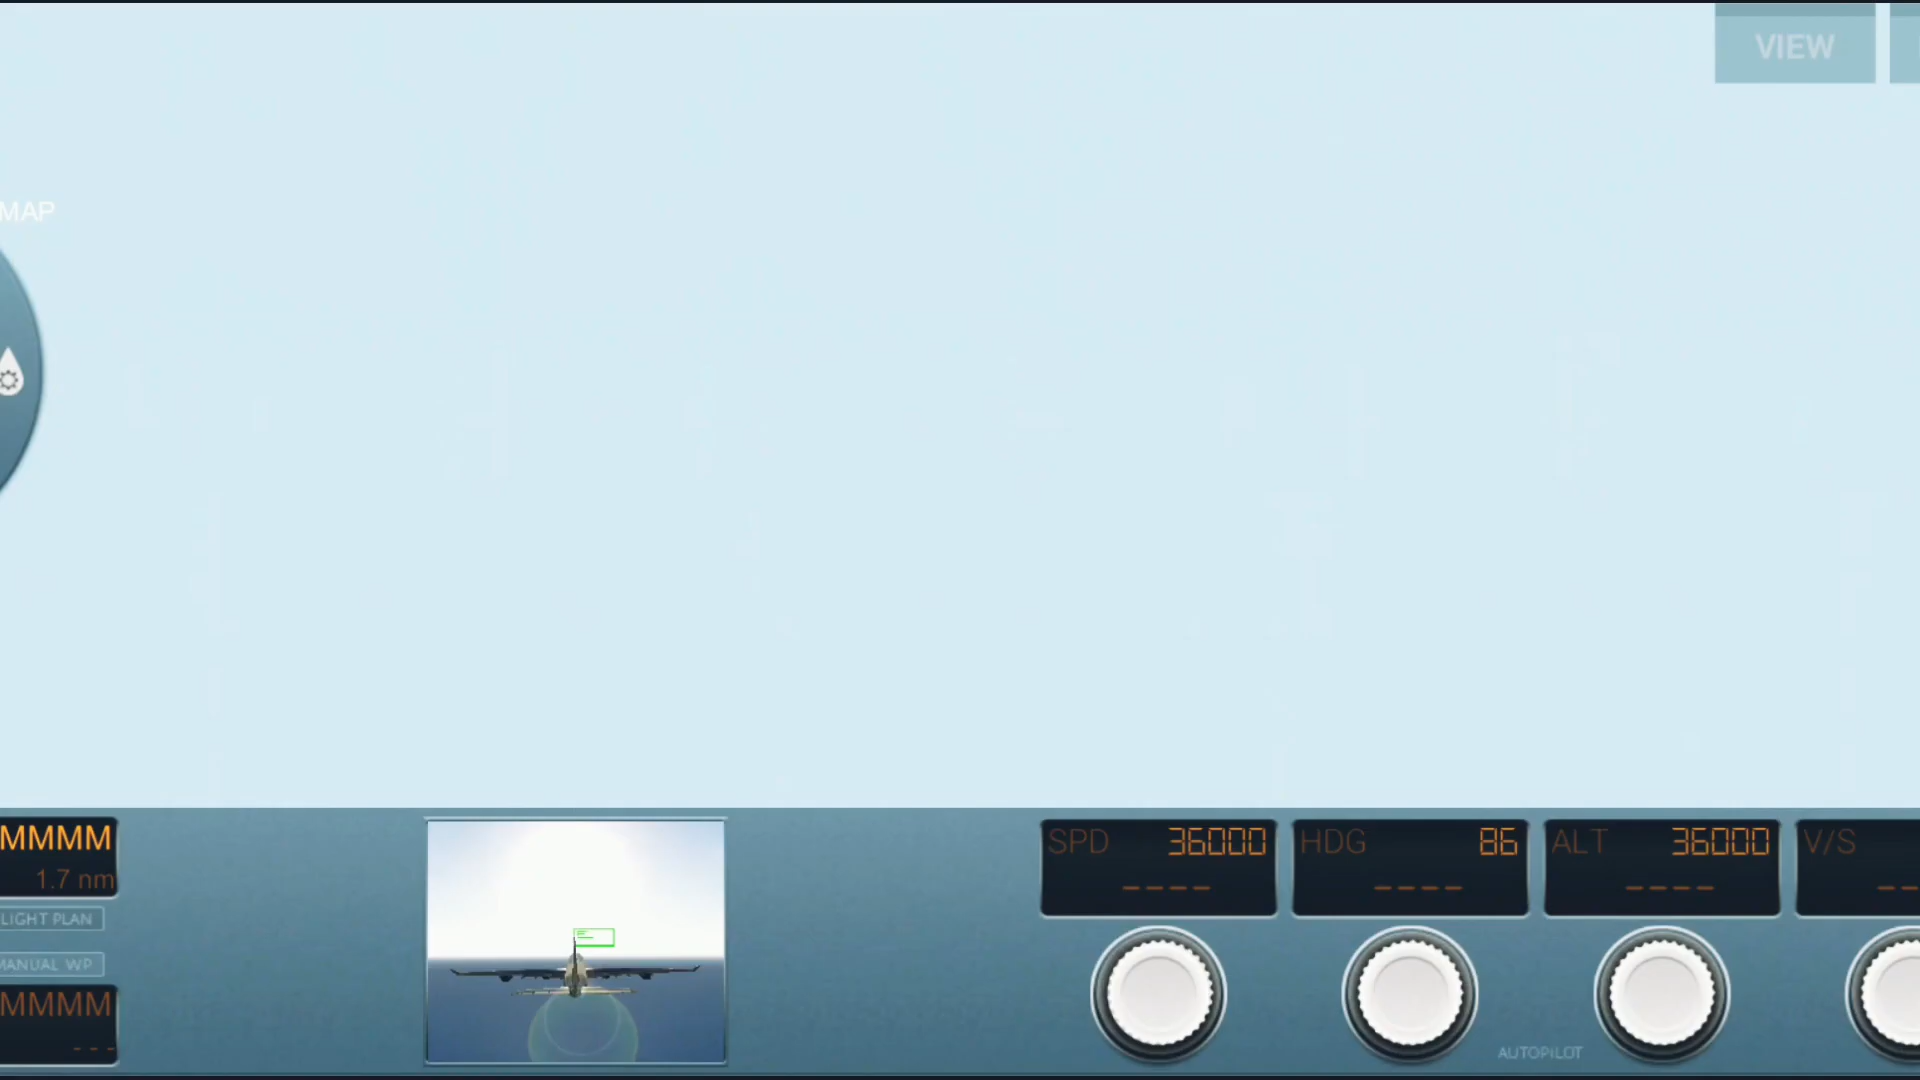 VIEW
MAP
MMMM
1.7 nm
LIGHT PLAN
MANUAL WP
MMMM
- - -
SPD 36000
- - - -
HDG 86
- - - -
ALT 36000
- - - -
V/S
- -
AUTOPILOT